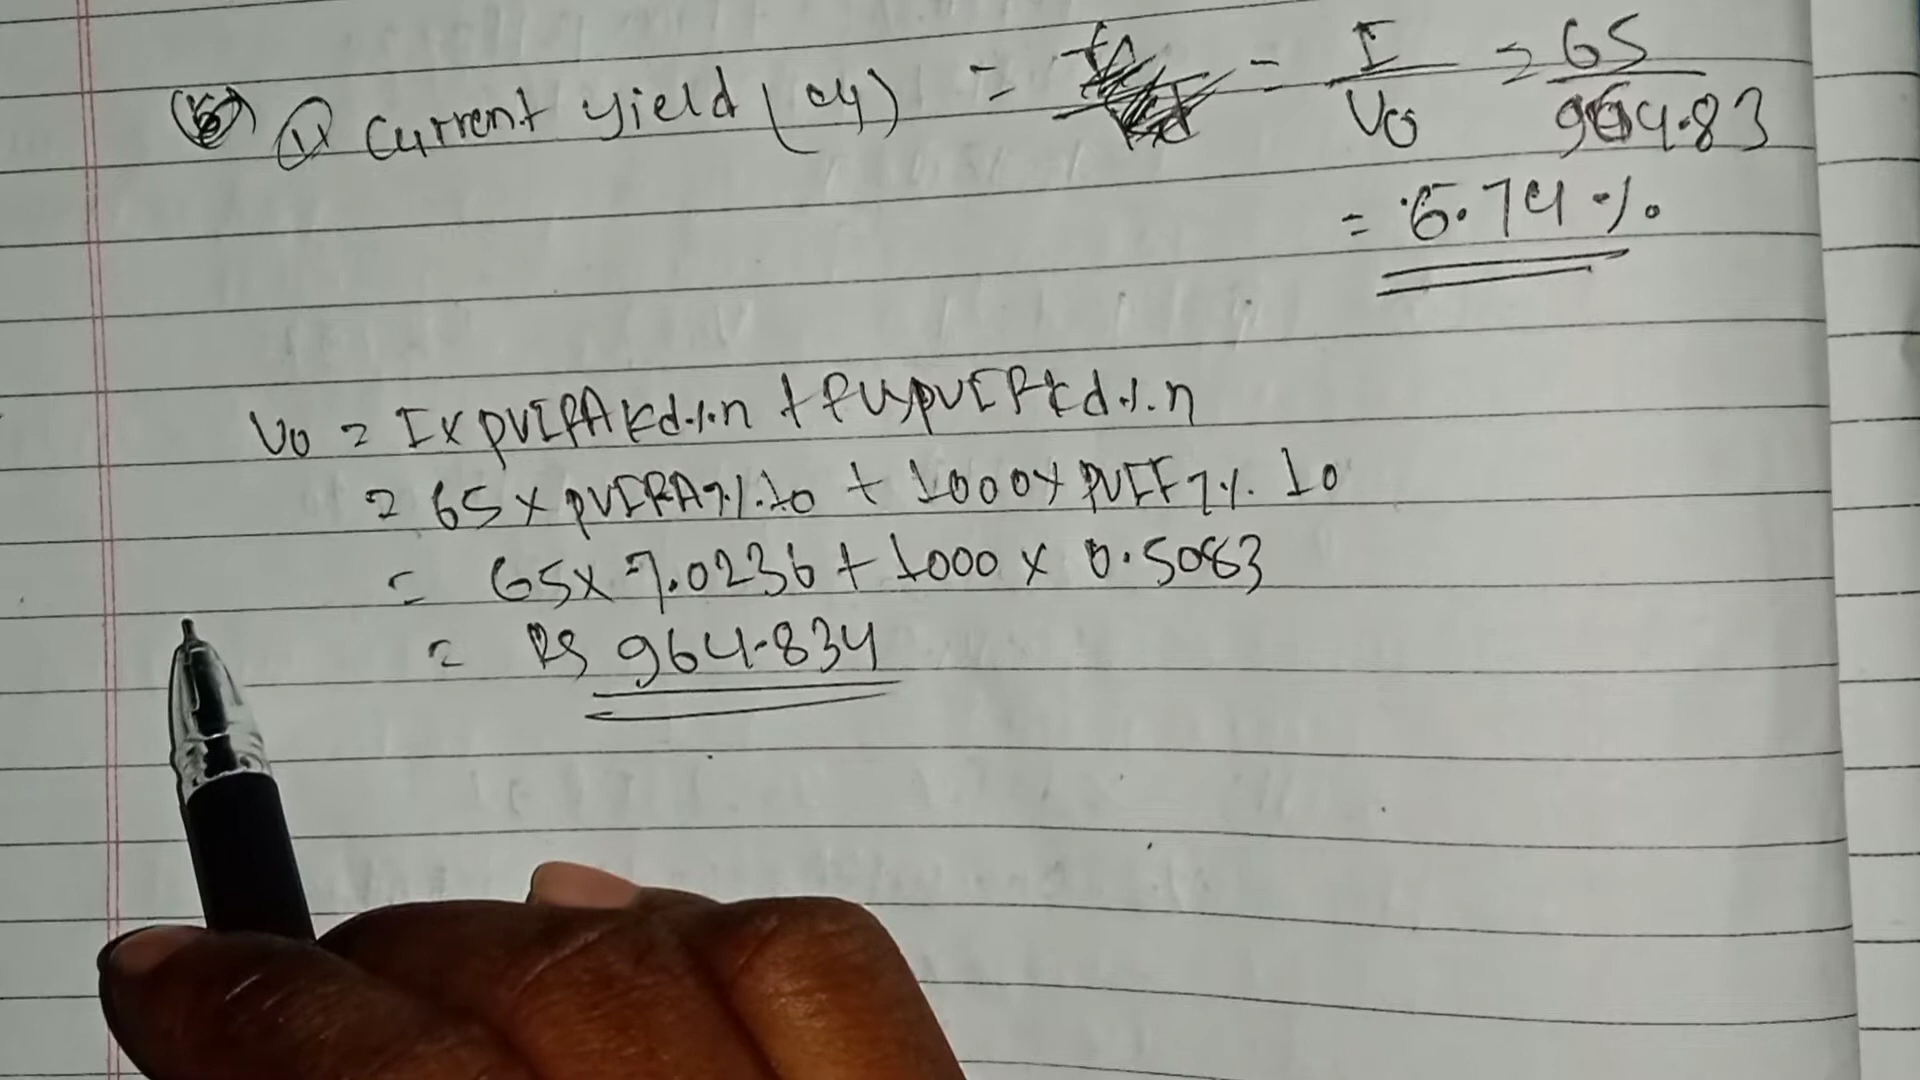 ① Current yield (cy) = = I / V0 = 65 / 964.83
= 6.74 %
V0 = I x PVIFA kd%.n + FV x PVIF kd%.n
= 65 x PVIFA 7%.10 + 1000 x PVIF 7%.10
= 65 x 7.0236 + 1000 x 0.5083
= RS 964.834